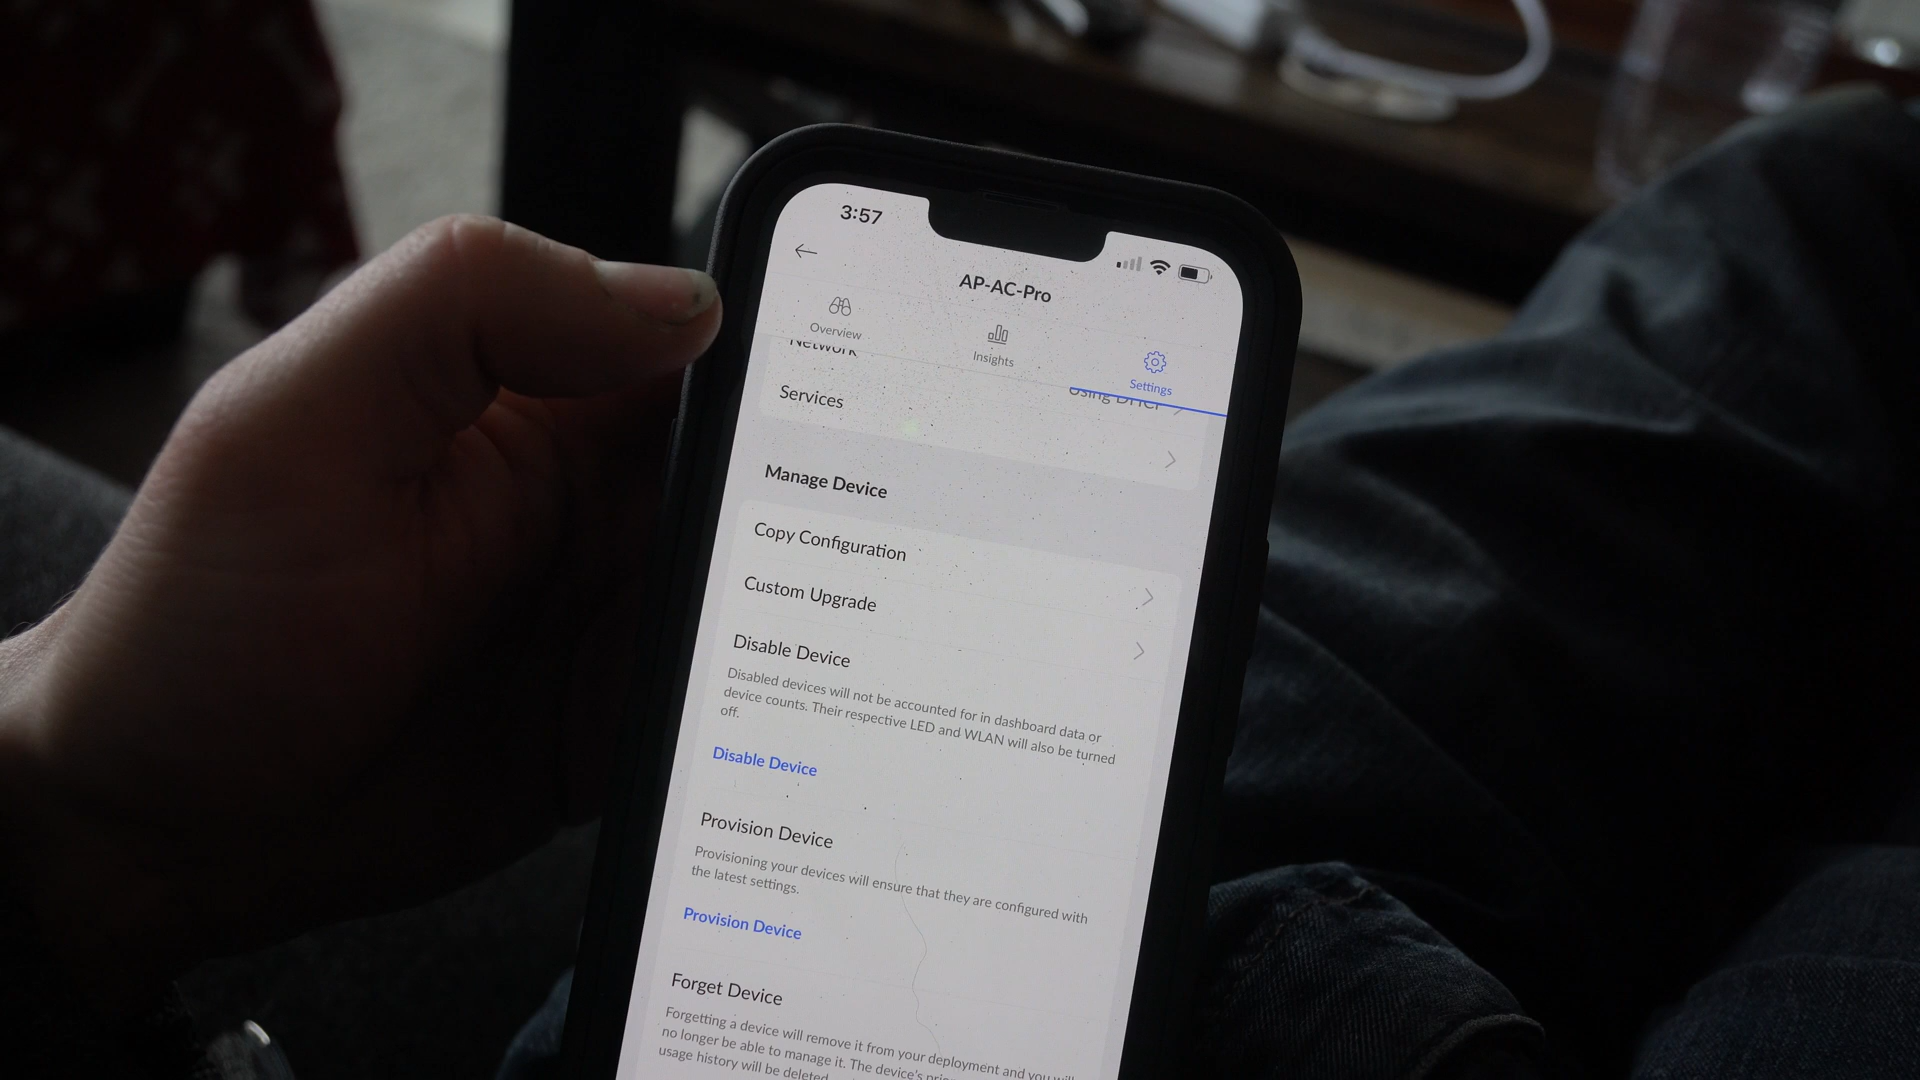 3:57
AP-AC-Pro
Overview
Insights
Settings
Network
Using DHCP
Services
Manage Device
Copy Configuration
Custom Upgrade
Disable Device
Disabled devices will not be accounted for in dashboard data or
device counts. Their respective LED and WLAN will also be turned
off.
Disable Device
Provision Device
Provisioning your devices will ensure that they are configured with
the latest settings.
Provision Device
Forget Device
Forgetting a device will remove it from your deployment and you will
no longer be able to manage it. The device's
usage history will be deleted